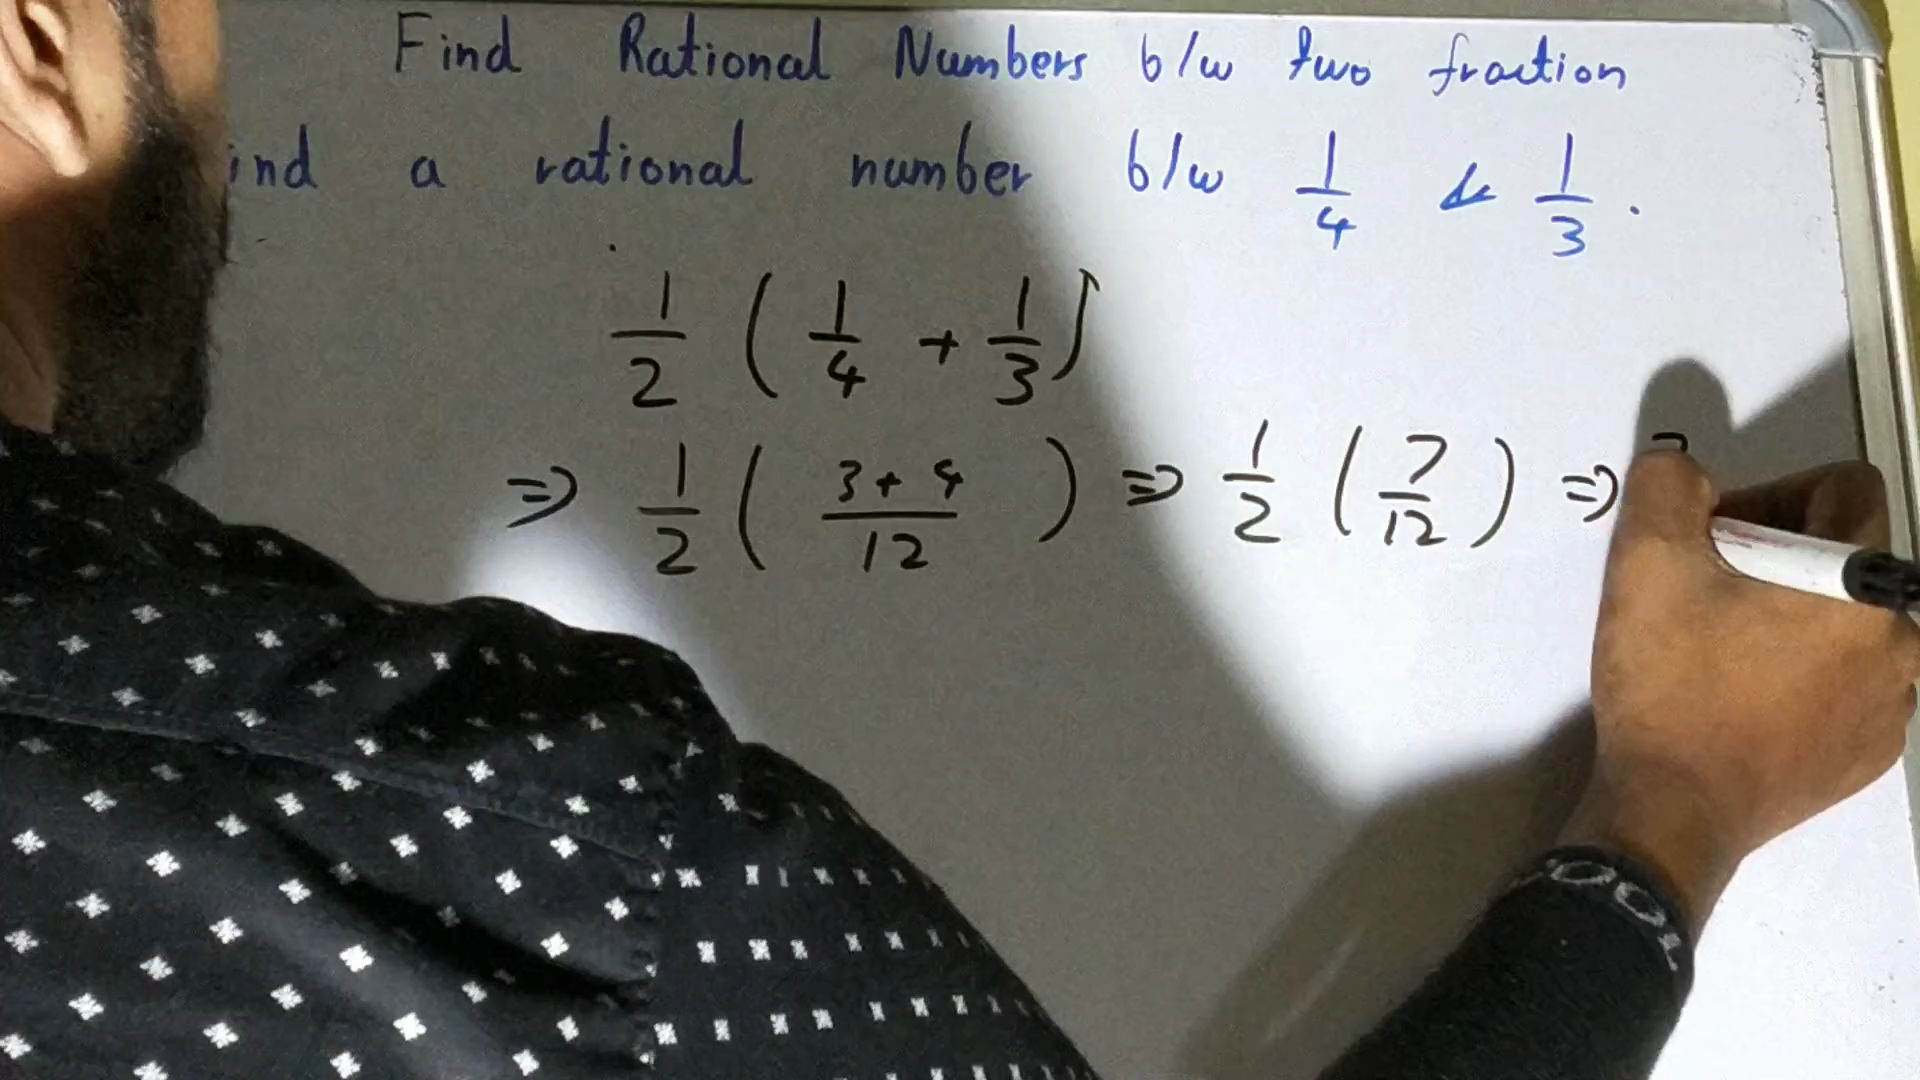 Find Rational Numbers b/w two fraction
ind a rational number b/w 1/4 & 1/3 .
1/2 ( 1/4 + 1/3 )
=> 1/2 ( 3+4/12 ) => 1/2 ( 7/12 ) =>